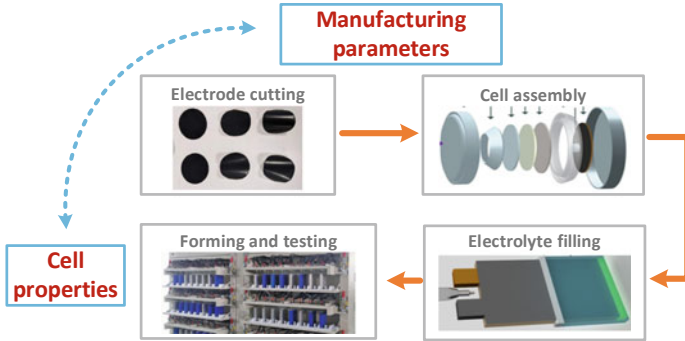 Manufacturing
parameters
Electrode cutting
Cell assembly
Cell
properties
Forming and testing
Electrolyte filling